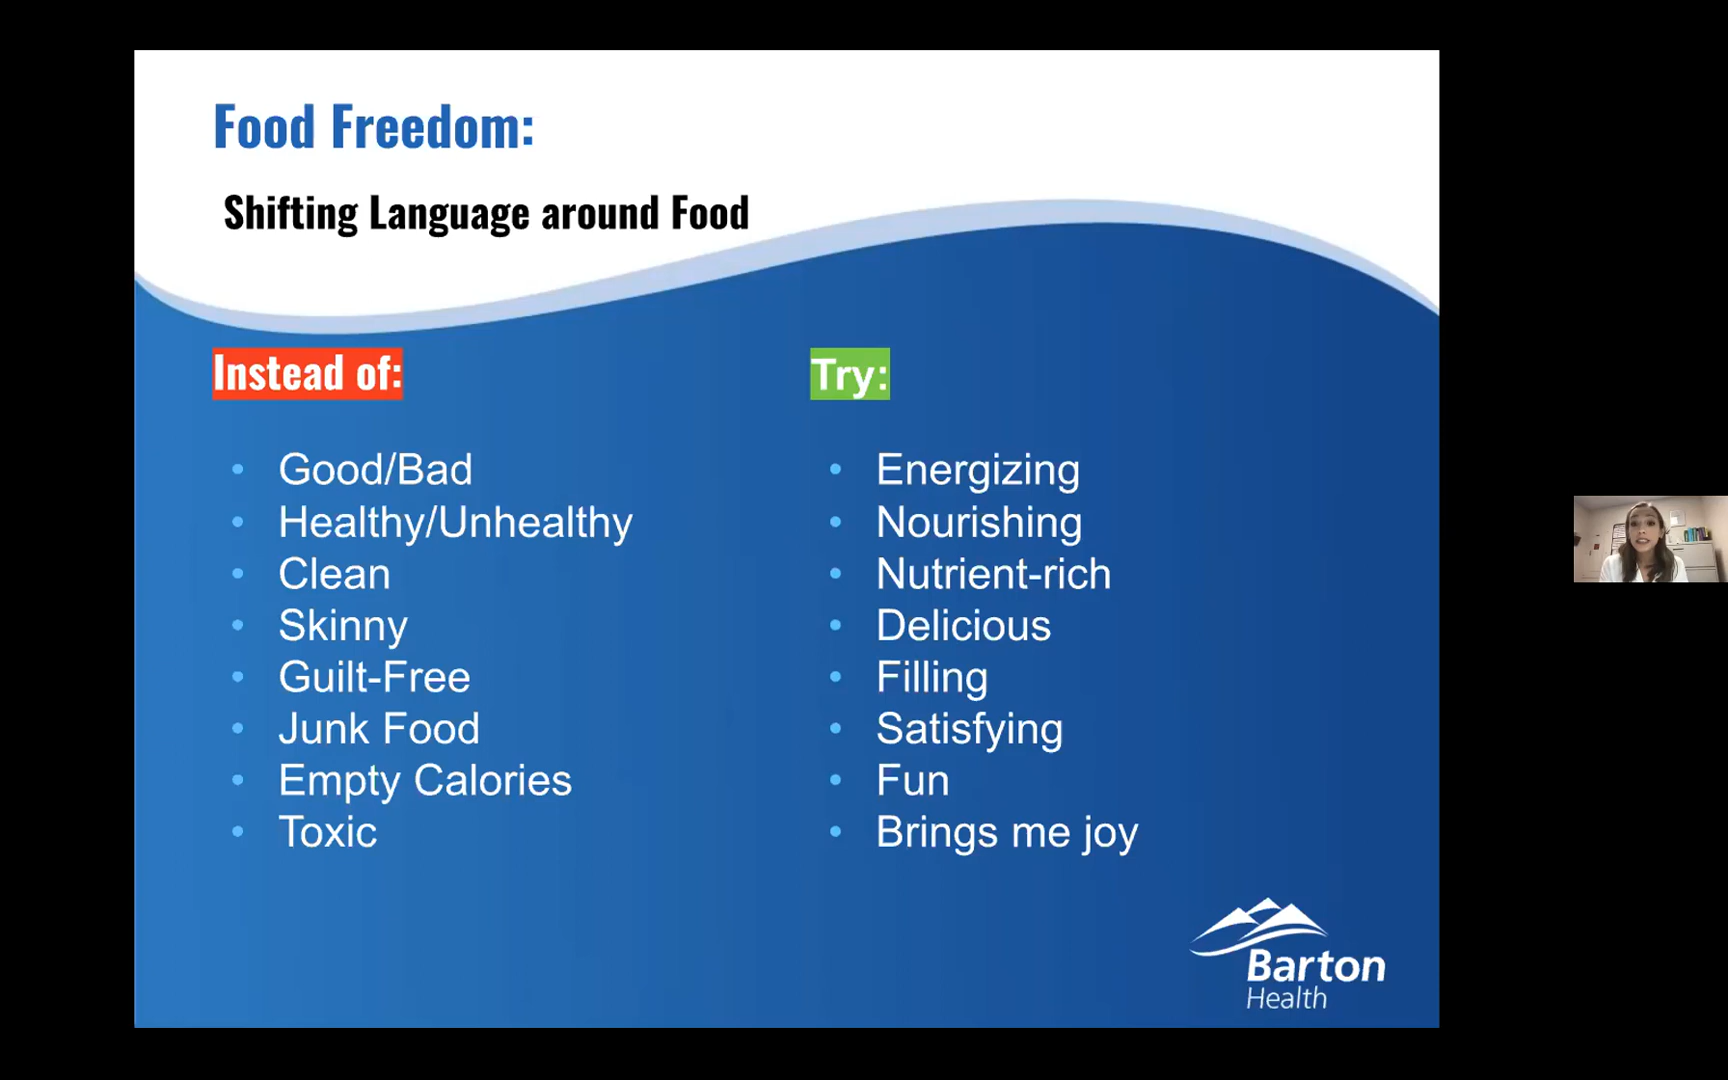 Food Freedom:
Shifting Language around Food
Instead of:
Good/Bad
Healthy/Unhealthy
Clean
Skinny
Guilt-Free
Junk Food
Empty Calories
Toxic
Try:
Energizing
Nourishing
Nutrient-rich
Delicious
Filling
Satisfying
Fun
Brings me joy
Barton
Health